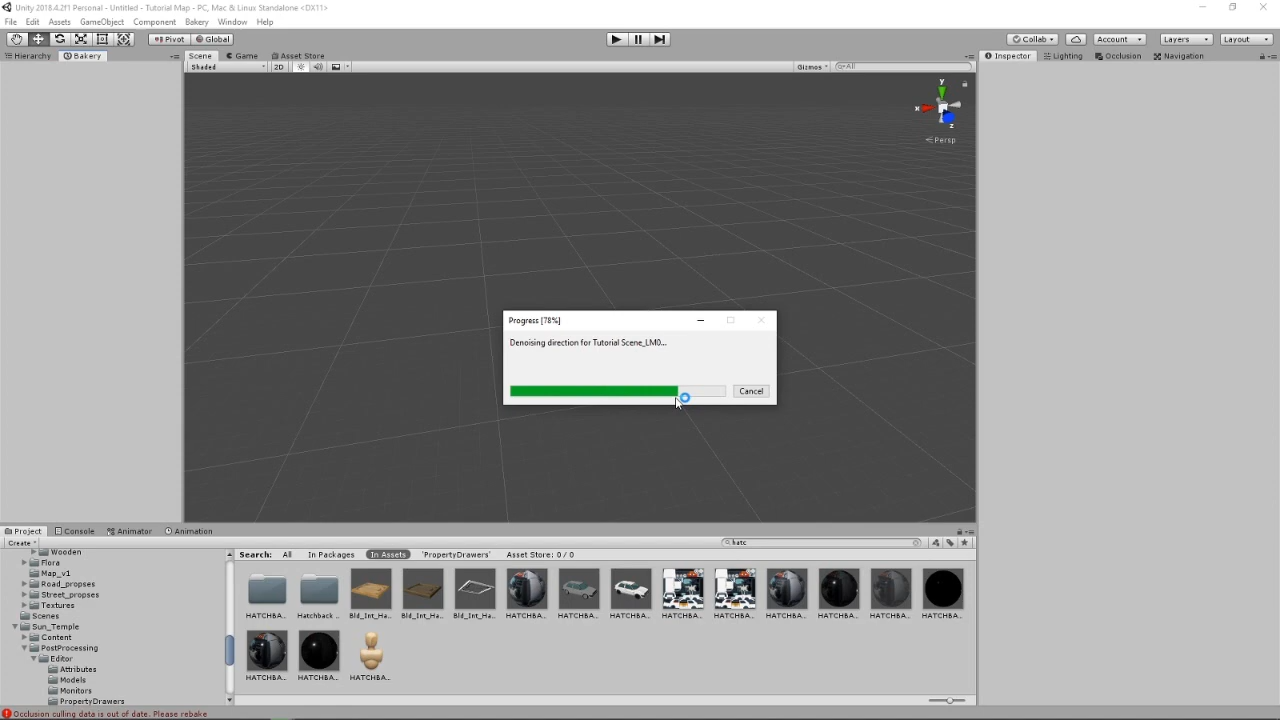 Unity 2018.4.2f1 Personal - Untitled - Tutorial Map - PC, Mac & Linux Standalone <DX11>
File Edit Assets GameObject Component Bakery Window Help
Pivot Global Collab Account Layers Layout
Hierarchy Bakery Scene Game Asset Store Inspector Lighting Occlusion Navigation
Shaded 2D Gizmos All
y
x
z
Persp
Progress [78%]
Denoising direction for Tutorial Scene_LM0...
Cancel
Project Console Animator Animation
Create hatc
Search: All In Packages In Assets 'PropertyDrawers' Asset Store: 0 / 0
Wooden
Flora
Map_v1
Road_propses
Street_propses
Textures
Scenes
Sun_Temple
Content
PostProcessing
Editor
Attributes
Models
Monitors
PropertyDrawers
HATCHBA... Hatchback ... Bld_Int_Ha... Bld_Int_Ha... Bld_Int_Ha... HATCHBA... HATCHBA... HATCHBA... HATCHBA... HATCHBA... HATCHBA... HATCHBA... HATCHBA... HATCHBA...
HATCHBA... HATCHBA... HATCHBA...
Occlusion culling data is out of date. Please rebake